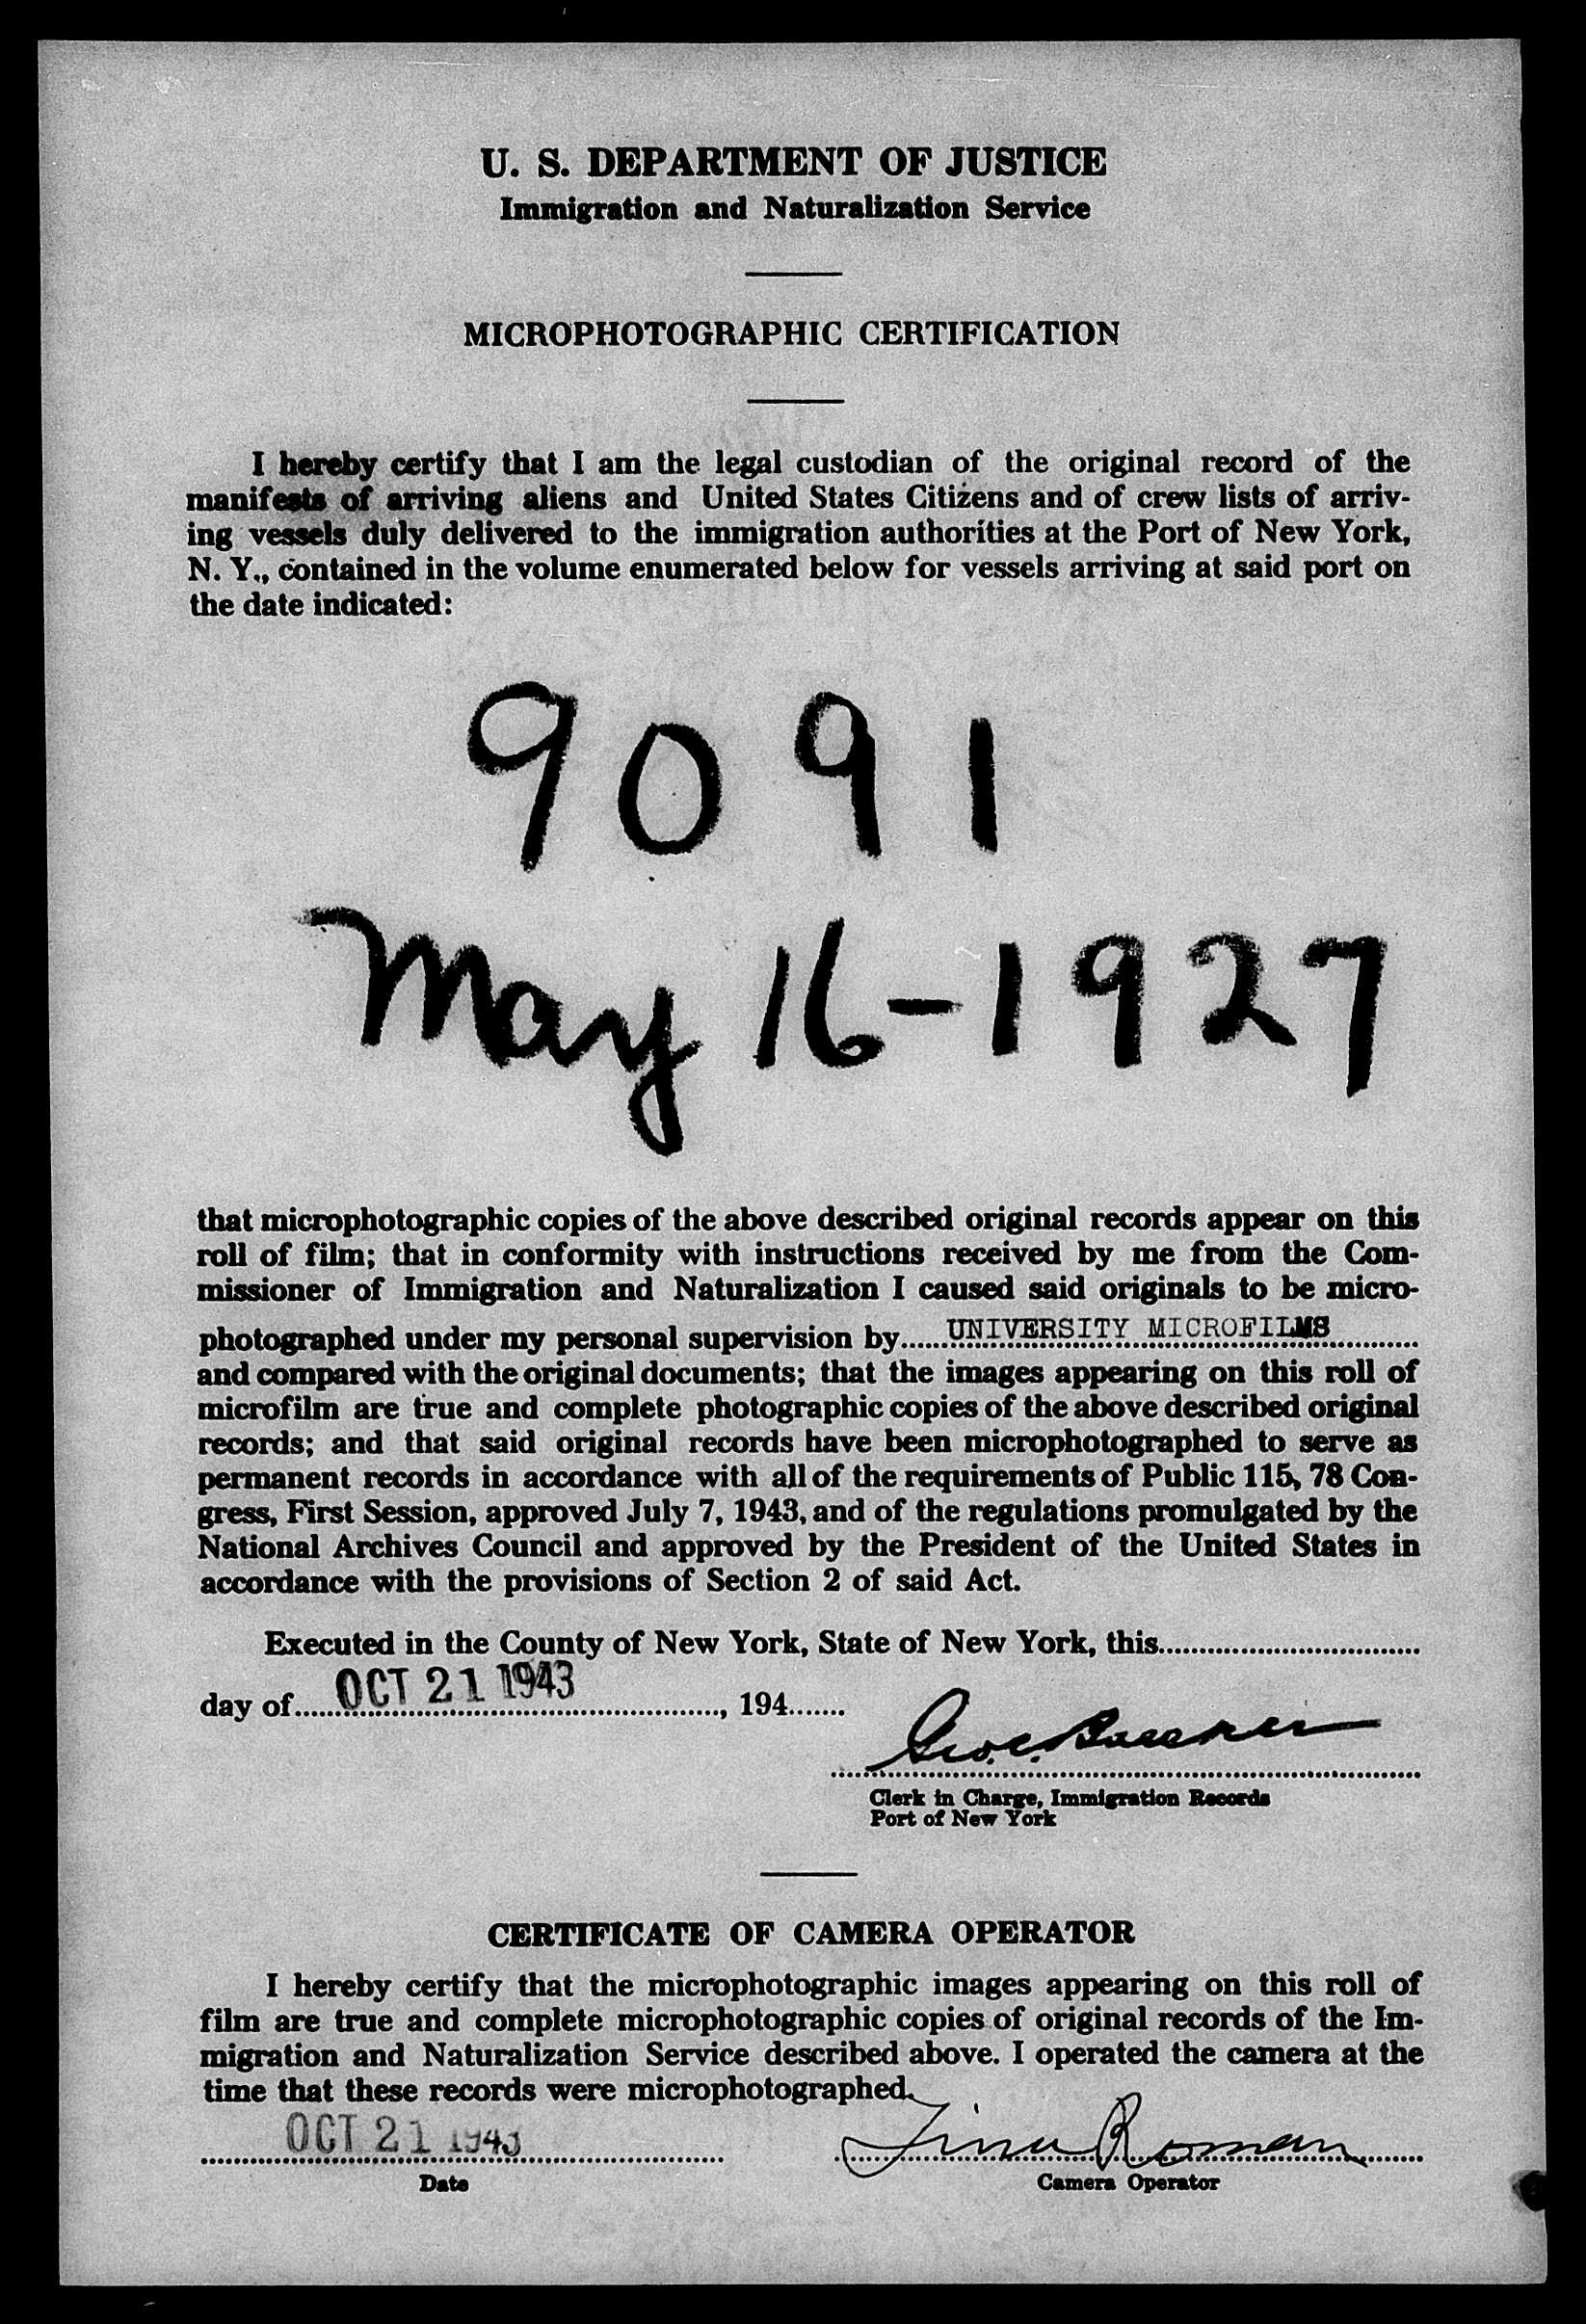 U. S. DEPARTMENT OF JUSTICE
Immigration and Naturalization Service
MICROPHOTOGRAPHIC CERTIFICATION
I hereby certify that I am the legal custodian of the original record of the
manifests of arriving aliens and United States Citizens and of crew lists of arriv-
ing vessels duly delivered to the immigration authorities at the Port of New York,
N. Y., contained in the volume enumerated below for vessels arriving at said port on
the date indicated:
9091
May 16-1927
that microphotographic copies of the above described original records appear on this
roll of film; that in conformity with instructions received by me from the Com-
missioner of Immigration and Naturalization I caused said originals to be micro-
photographed under my personal supervision by UNIVERSITY MICROFILMS
and compared with the original documents; that the images appearing on this roll of
microfilm are true and complete photographic copies of the above described original
records; and that said original records have been microphotographed to serve as
permanent records in accordance with all of the requirements of Public 115, 78 Con-
gress, First Session, approved July 7, 1943, and of the regulations promulgated by the
National Archives Council and approved by the President of the United States in
accordance with the provisions of Section 2 of said Act.
Executed in the County of New York, State of New York, this
day of OCT 21 1943, 194
Geo. C.
Clerk in Charge, Immigration Records
Port of New York
CERTIFICATE OF CAMERA OPERATOR
I hereby certify that the microphotographic images appearing on this roll of
film are true and complete microphotographic copies of original records of the Im-
migration and Naturalization Service described above. I operated the camera at the
time that these records were microphotographed.
OCT 21 1943 Tina Roman
Date Camera Operator